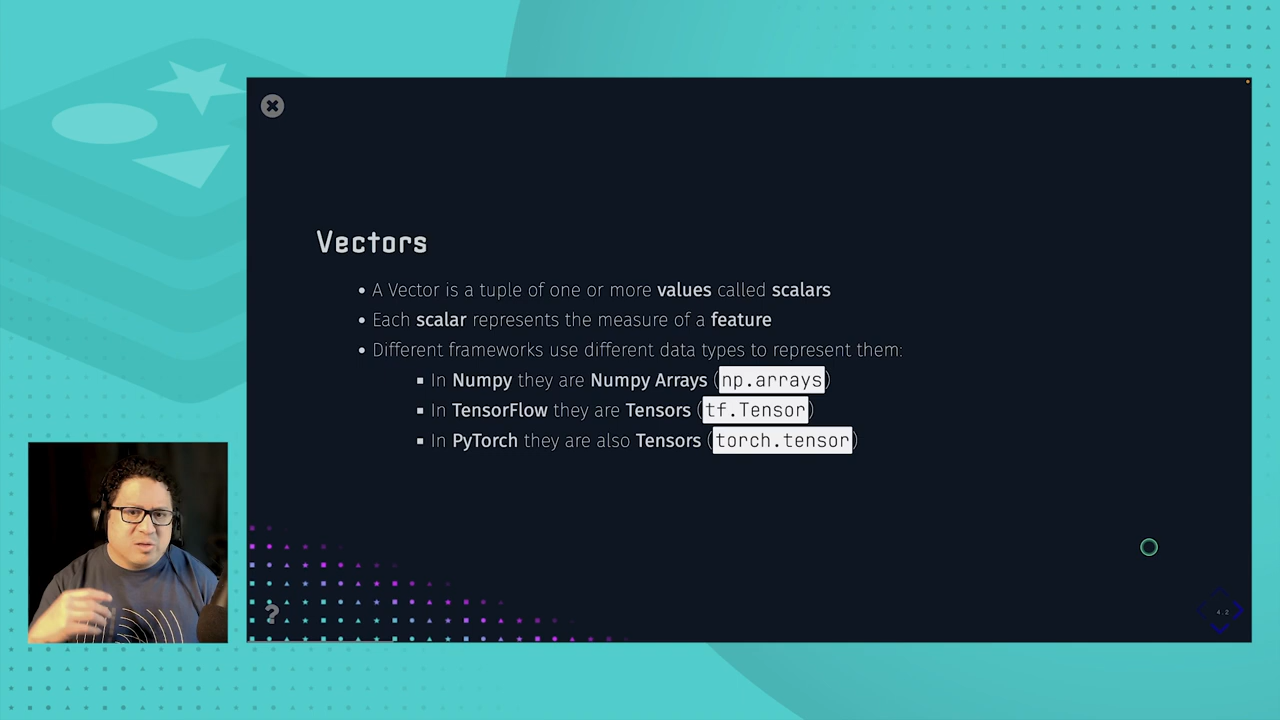 Vectors
• A Vector is a tuple of one or more values called scalars
• Each scalar represents the measure of a feature
• Different frameworks use different data types to represent them:
▪ In Numpy they are Numpy Arrays (np.arrays)
▪ In TensorFlow they are Tensors (tf.Tensor)
▪ In PyTorch they are also Tensors (torch.tensor)
?
4.2